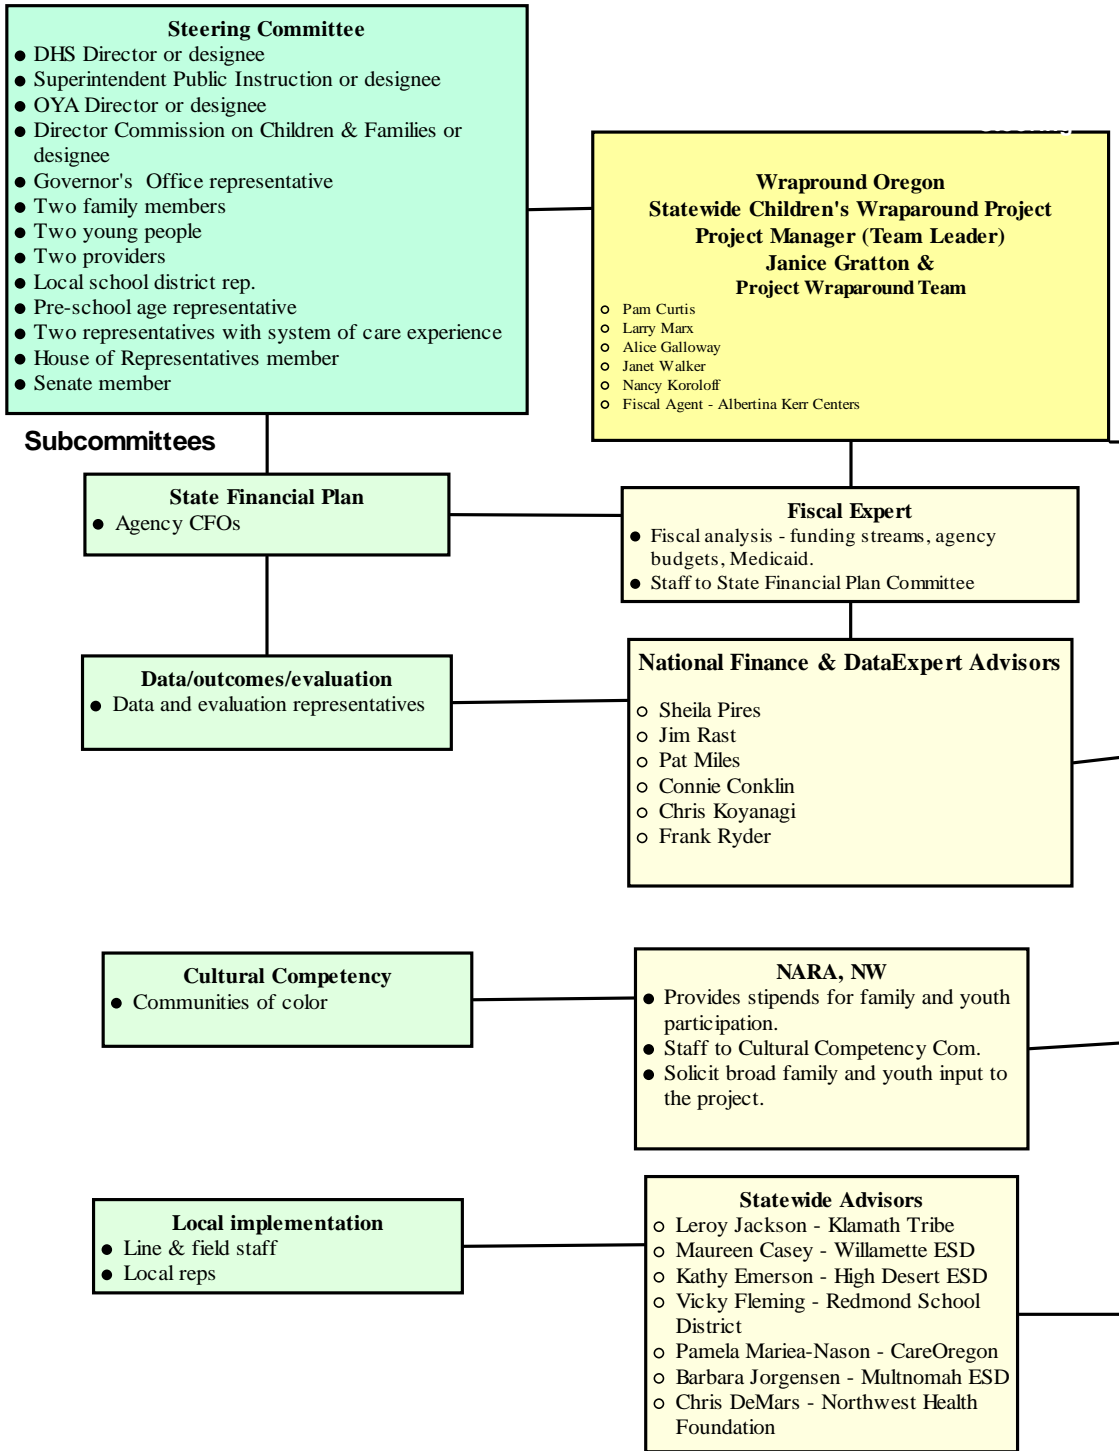 Steering Committee
● DHS Director or designee
● Superintendent Public Instruction or designee
● OYA Director or designee
● Director Commission on Children & Families or
designee
● Governor's Office representative
● Two family members
● Two young people
● Two providers
● Local school district rep.
● Pre-school age representative
● Two representatives with system of care experience
● House of Representatives member
● Senate member
steering
Wrapround Oregon
Statewide Children's Wraparound Project
Project Manager (Team Leader)
Janice Gratton &
Project Wraparound Team
○ Pam Curtis
○ Larry Marx
○ Alice Galloway
○ Janet Walker
○ Nancy Koroloff
○ Fiscal Agent - Albertina Kerr Centers
Subcommittees
State Financial Plan
● Agency CFOs
Fiscal Expert
● Fiscal analysis - funding streams, agency
budgets, Medicaid.
● Staff to State Financial Plan Committee
Data/outcomes/evaluation
● Data and evaluation representatives
National Finance & DataExpert Advisors
○ Sheila Pires
○ Jim Rast
○ Pat Miles
○ Connie Conklin
○ Chris Koyanagi
○ Frank Ryder
Cultural Competency
● Communities of color
NARA, NW
● Provides stipends for family and youth
participation.
● Staff to Cultural Competency Com.
● Solicit broad family and youth input to
the project.
Local implementation
● Line & field staff
● Local reps
Statewide Advisors
○ Leroy Jackson - Klamath Tribe
○ Maureen Casey - Willamette ESD
○ Kathy Emerson - High Desert ESD
○ Vicky Fleming - Redmond School
District
○ Pamela Mariea-Nason - CareOregon
○ Barbara Jorgensen - Multnomah ESD
○ Chris DeMars - Northwest Health
Foundation